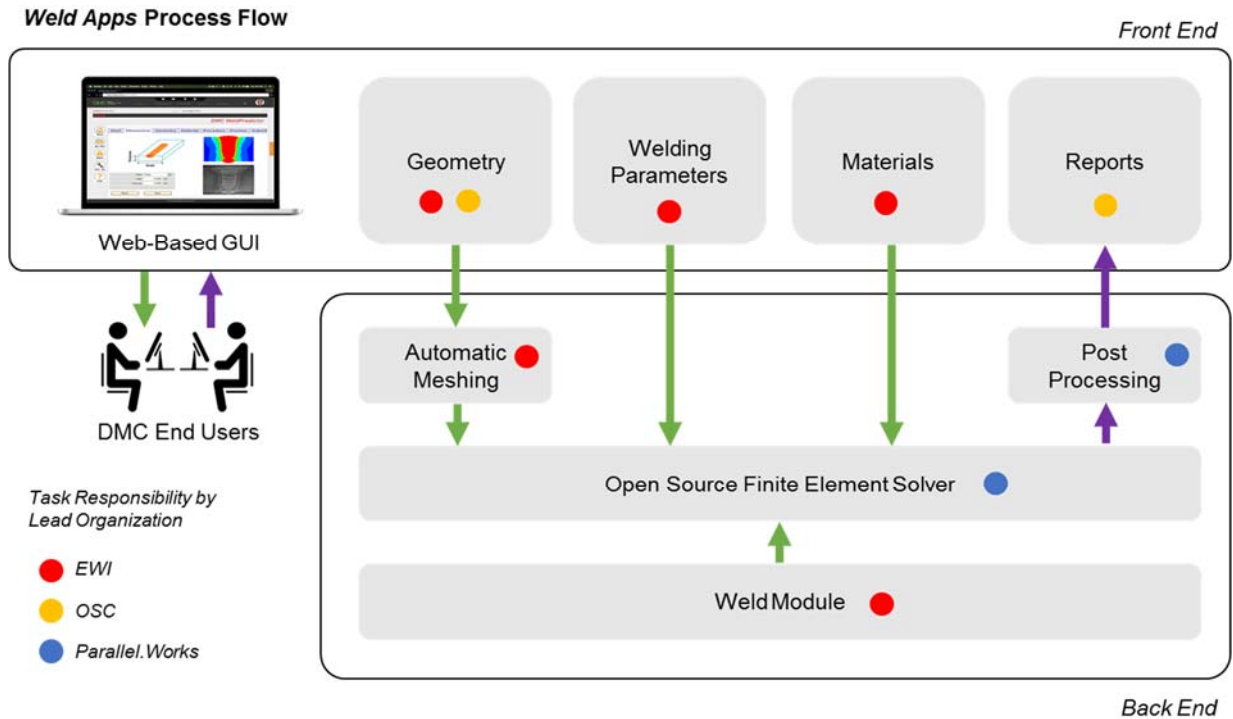 Weld Apps Process Flow
Front End
Web-Based GUI
Geometry
Welding
Parameters
Materials
Reports
DMC End Users
Automatic
Meshing
Post
Processing
Open Source Finite Element Solver
Weld Module
Task Responsibility by
Lead Organization
EWI
OSC
Parallel.Works
Back End